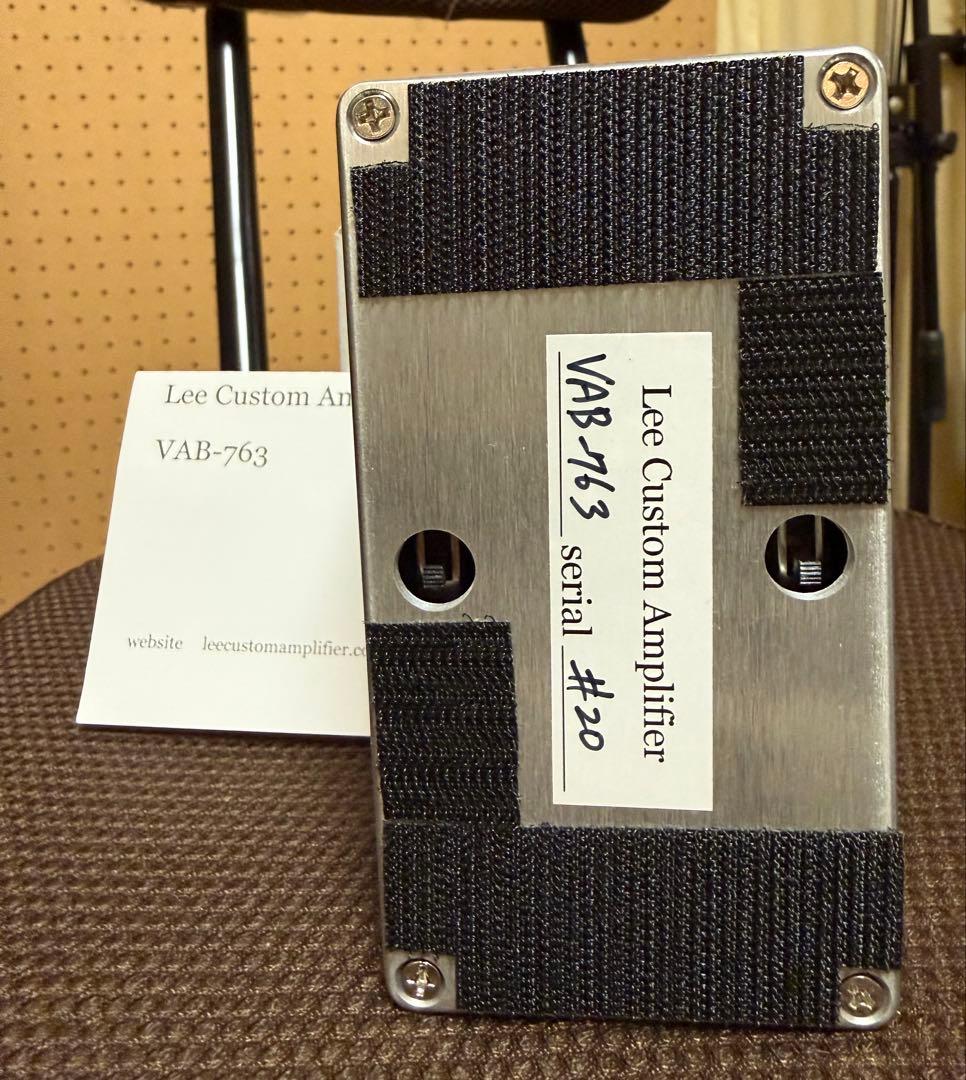 Lee Custom Am
VAB-763
website leecustomamplifier.co
Lee Custom Amplifier
VAB-763 serial #20